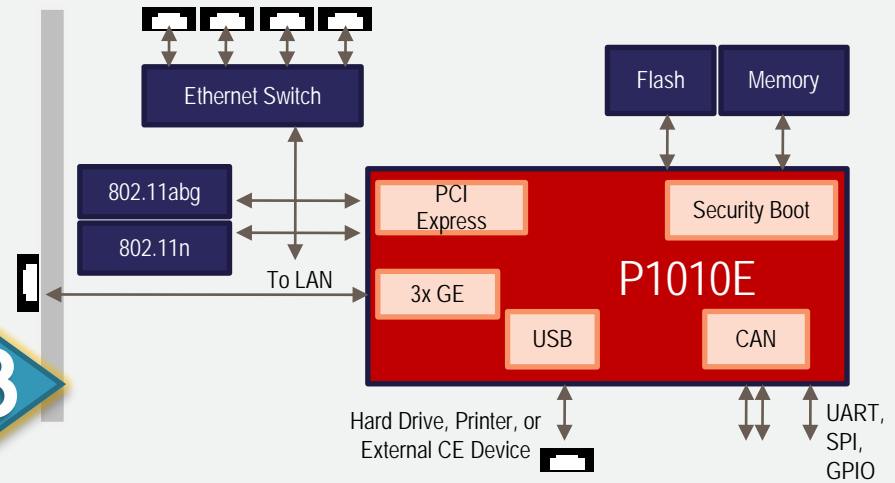 Ethernet Switch
Flash
Memory
802.11abg
802.11n
PCI
Express
Security Boot
To LAN
3x GE
P1010E
USB
CAN
Hard Drive, Printer, or
External CE Device
UART,
SPI,
GPIO